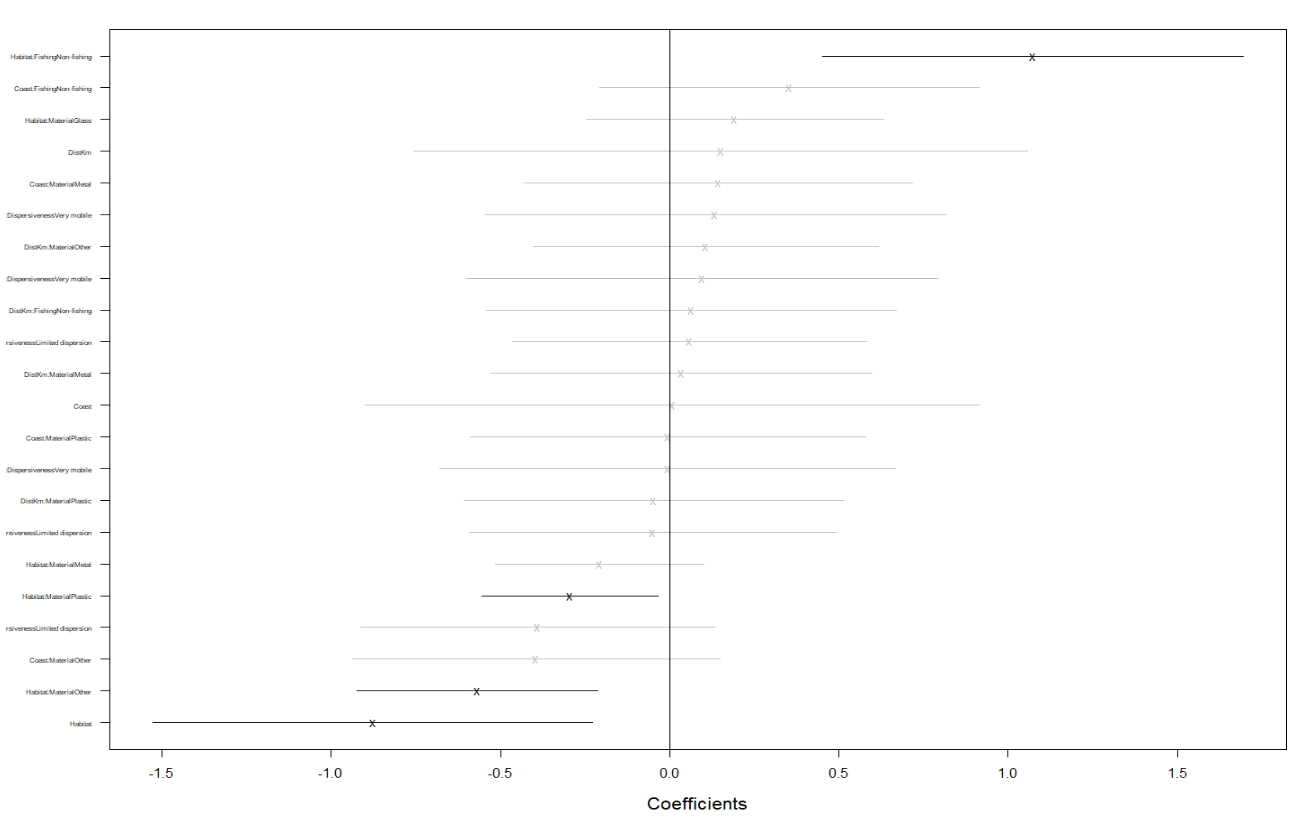 Habitat:FishingNon-fishing
Coast:FishingNon-fishing
Habitat:MaterialGlass
DistKm
Coast:MaterialMetal
:DispersivenessVery mobile
DistKm:MaterialOther
:DispersivenessVery mobile
DistKm:FishingNon-fishing
rsivenessLimited dispersion
DistKm:MaterialMetal
Coast
Coast:MaterialPlastic
:DispersivenessVery mobile
DistKm:MaterialPlastic
rsivenessLimited dispersion
Habitat:MaterialMetal
Habitat:MaterialPlastic
rsivenessLimited dispersion
Coast:MaterialOther
Habitat:MaterialOther
Habitat
-1.5 -1.0 -0.5 0.0 0.5 1.0 1.5
Coefficients